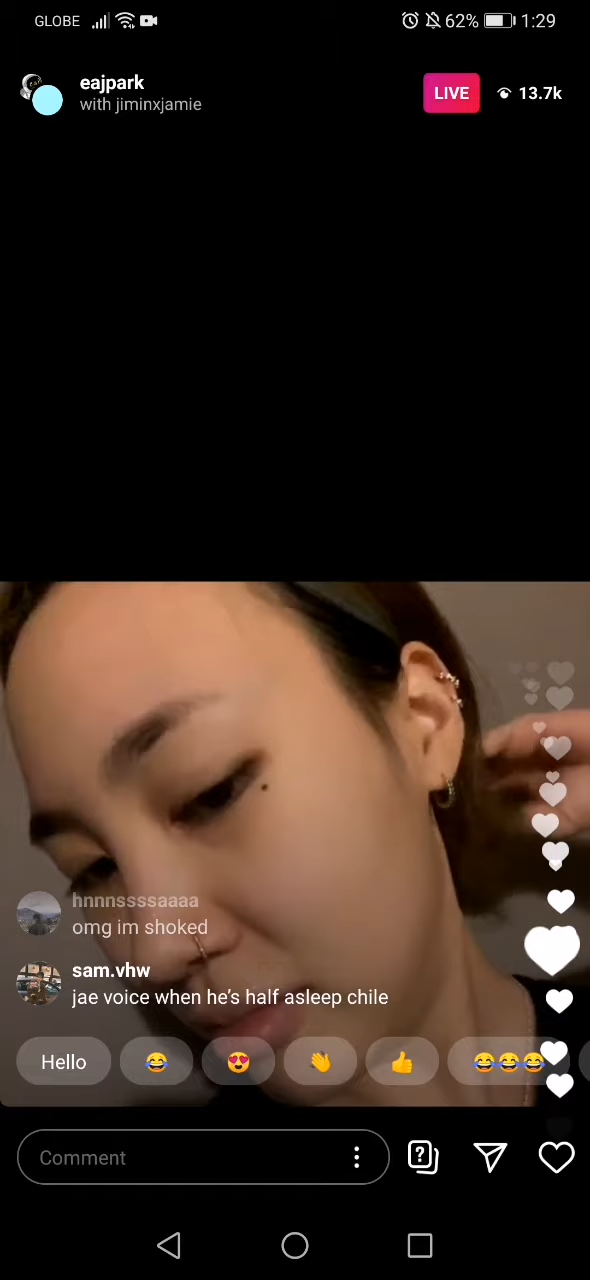 GLOBE 62% 1:29
eajpark
with jiminxjamie
LIVE 13.7k
hnnnssssaaaa
omg im shoked
sam.vhw
jae voice when he's half asleep chile
Hello 😂 😍 👋 👍 😂😂😂
Comment